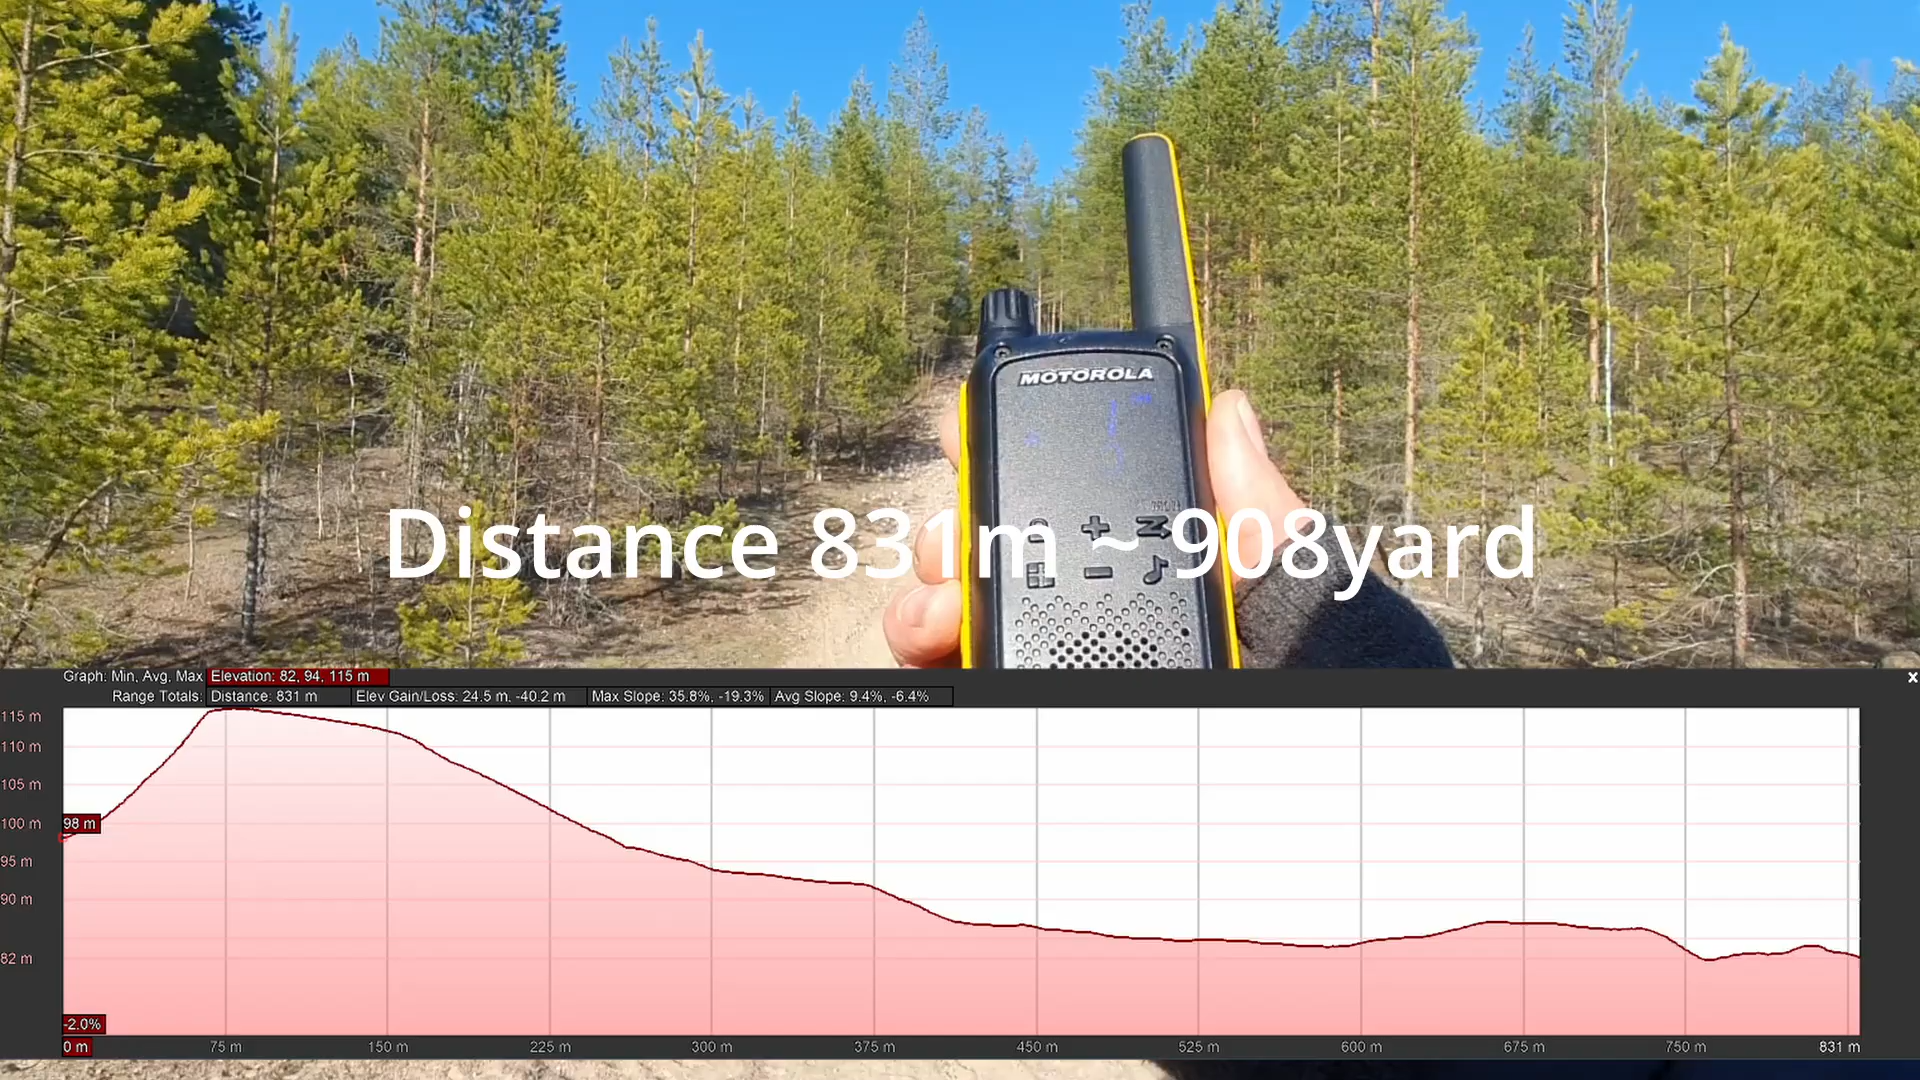 MOTOROLA
Distance 831m ~ 908yard
Graph: Min, Avg, Max Elevation: 82, 94, 115 m
x
Range Totals: Distance: 831 m Elev Gain/Loss: 24.5 m, -40.2 m Max Slope: 35.8%, -19.3% Avg Slope: 9.4%, -6.4%
115 m
110 m
105 m
100 m
98 m
95 m
90 m
82 m
-2.0%
0 m 75 m 150 m 225 m 300 m 375 m 450 m 525 m 600 m 675 m 750 m 831 m